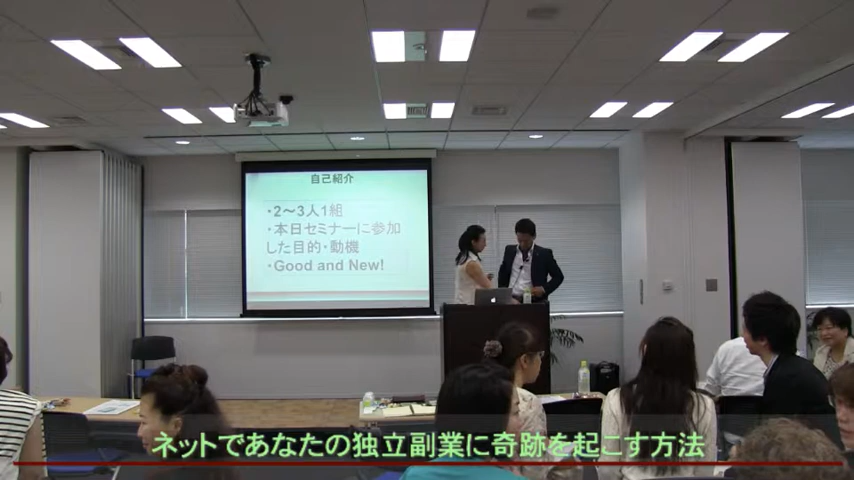 自己紹介
・2～3人1組
・本日セミナーに参加
した目的・動機
・Good and New!
ネットであなたの独立副業に奇跡を起こす方法